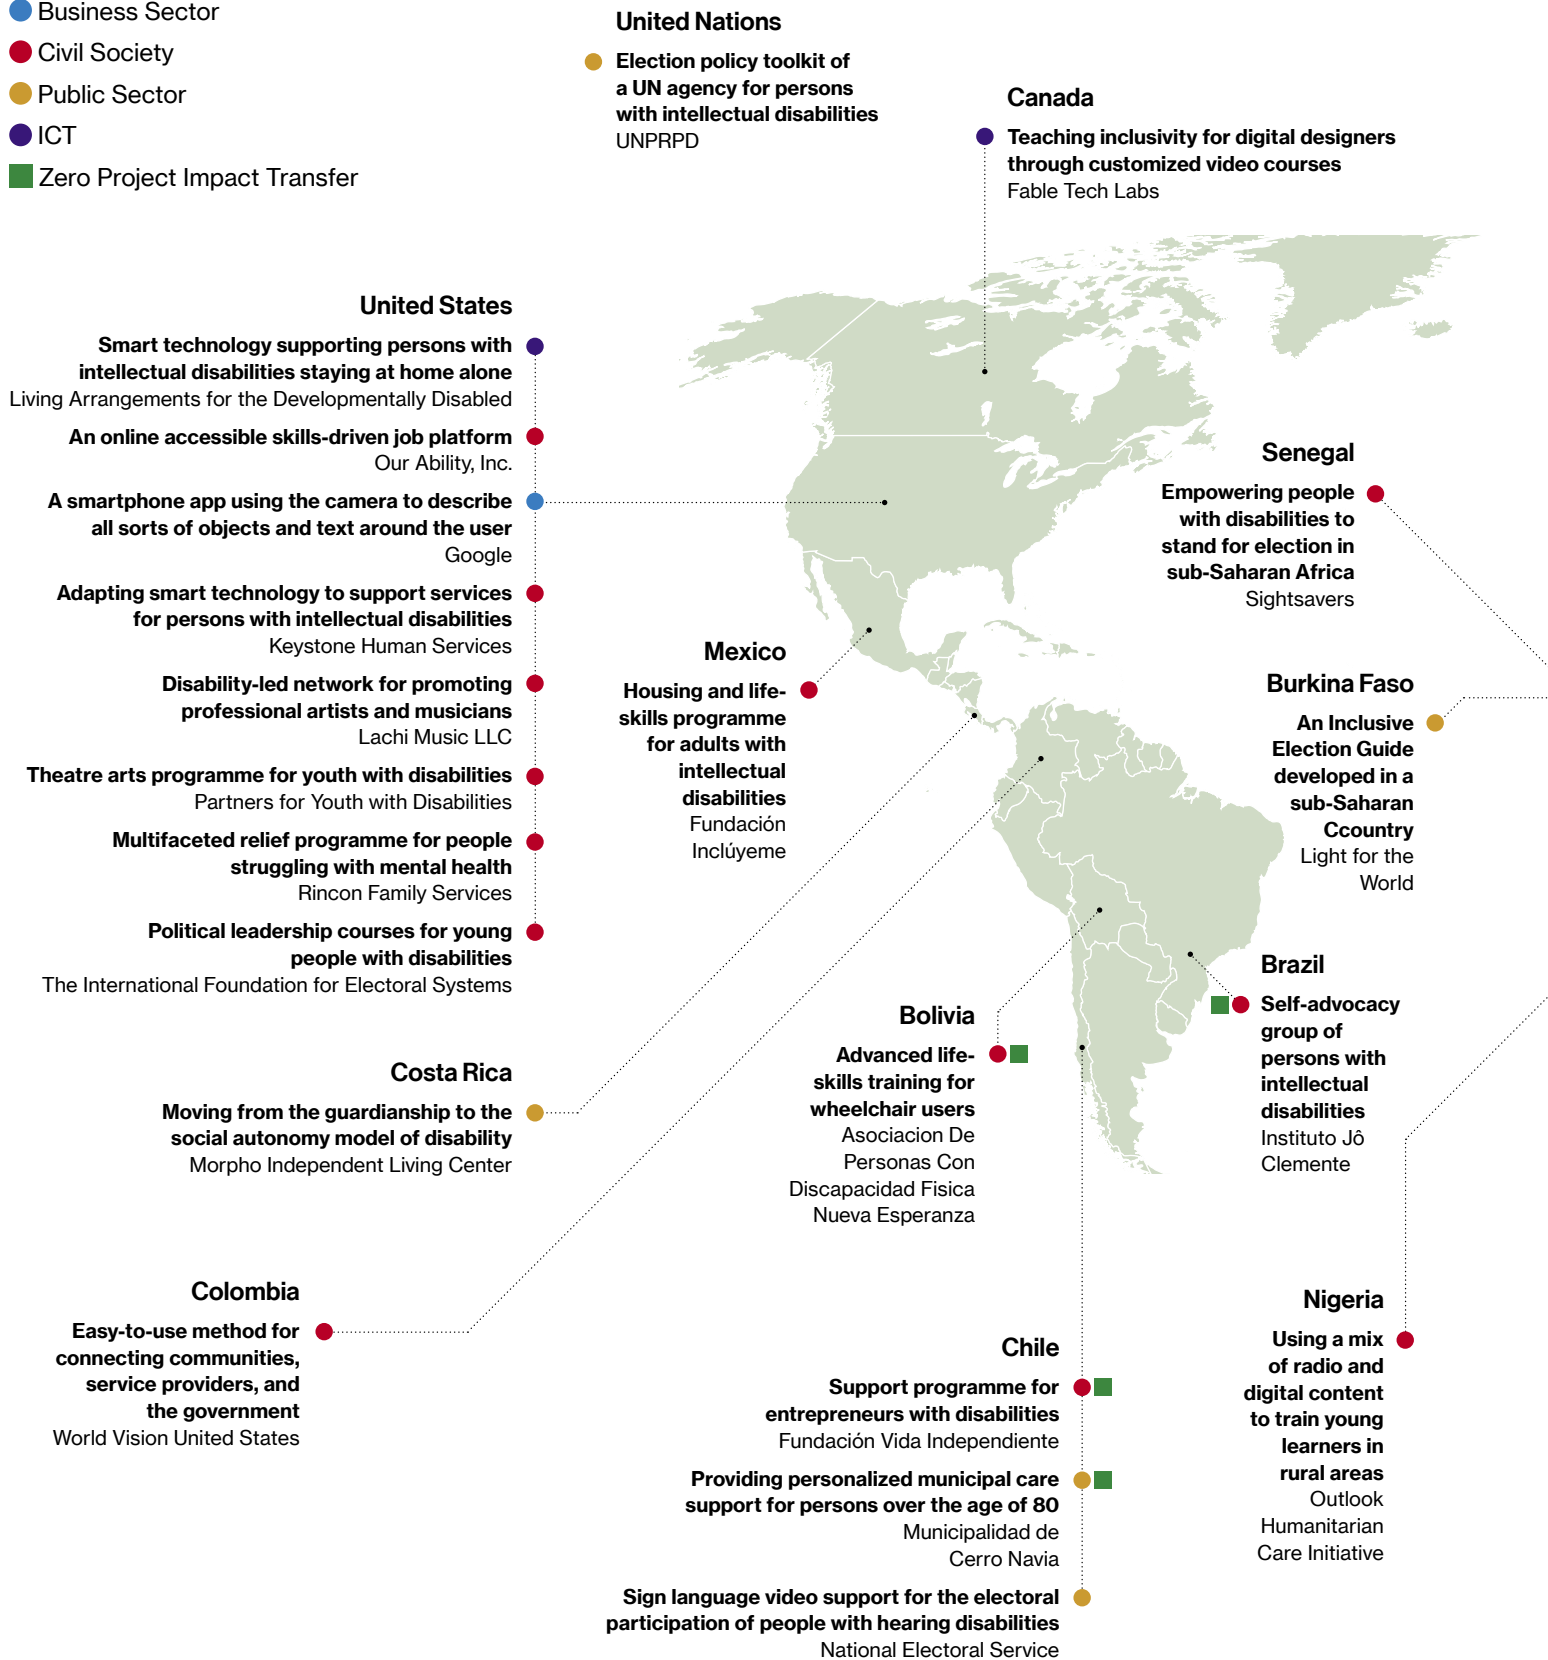 Business Sector
Civil Society
Public Sector
ICT
Zero Project Impact Transfer
United Nations
Election policy toolkit of
a UN agency for persons
with intellectual disabilities
UNPRPD
Canada
Teaching inclusivity for digital designers
through customized video courses
Fable Tech Labs
United States
Smart technology supporting persons with
intellectual disabilities staying at home alone
Living Arrangements for the Developmentally Disabled
An online accessible skills-driven job platform
Our Ability, Inc.
A smartphone app using the camera to describe
all sorts of objects and text around the user
Google
Adapting smart technology to support services
for persons with intellectual disabilities
Keystone Human Services
Disability-led network for promoting
professional artists and musicians
Lachi Music LLC
Theatre arts programme for youth with disabilities
Partners for Youth with Disabilities
Multifaceted relief programme for people
struggling with mental health
Rincon Family Services
Political leadership courses for young
people with disabilities
The International Foundation for Electoral Systems
Senegal
Empowering people
with disabilities to
stand for election in
sub-Saharan Africa
Sightsavers
Mexico
Housing and life-
skills programme
for adults with
intellectual
disabilities
Fundación
Inclúyeme
Burkina Faso
An Inclusive
Election Guide
developed in a
sub-Saharan
Ccountry
Light for the
World
Brazil
Self-advocacy
group of
persons with
intellectual
disabilities
Instituto Jô
Clemente
Bolivia
Advanced life-
skills training for
wheelchair users
Asociacion De
Personas Con
Discapacidad Fisica
Nueva Esperanza
Costa Rica
Moving from the guardianship to the
social autonomy model of disability
Morpho Independent Living Center
Colombia
Easy-to-use method for
connecting communities,
service providers, and
the government
World Vision United States
Nigeria
Using a mix
of radio and
digital content
to train young
learners in
rural areas
Outlook
Humanitarian
Care Initiative
Chile
Support programme for
entrepreneurs with disabilities
Fundación Vida Independiente
Providing personalized municipal care
support for persons over the age of 80
Municipalidad de
Cerro Navia
Sign language video support for the electoral
participation of people with hearing disabilities
National Electoral Service